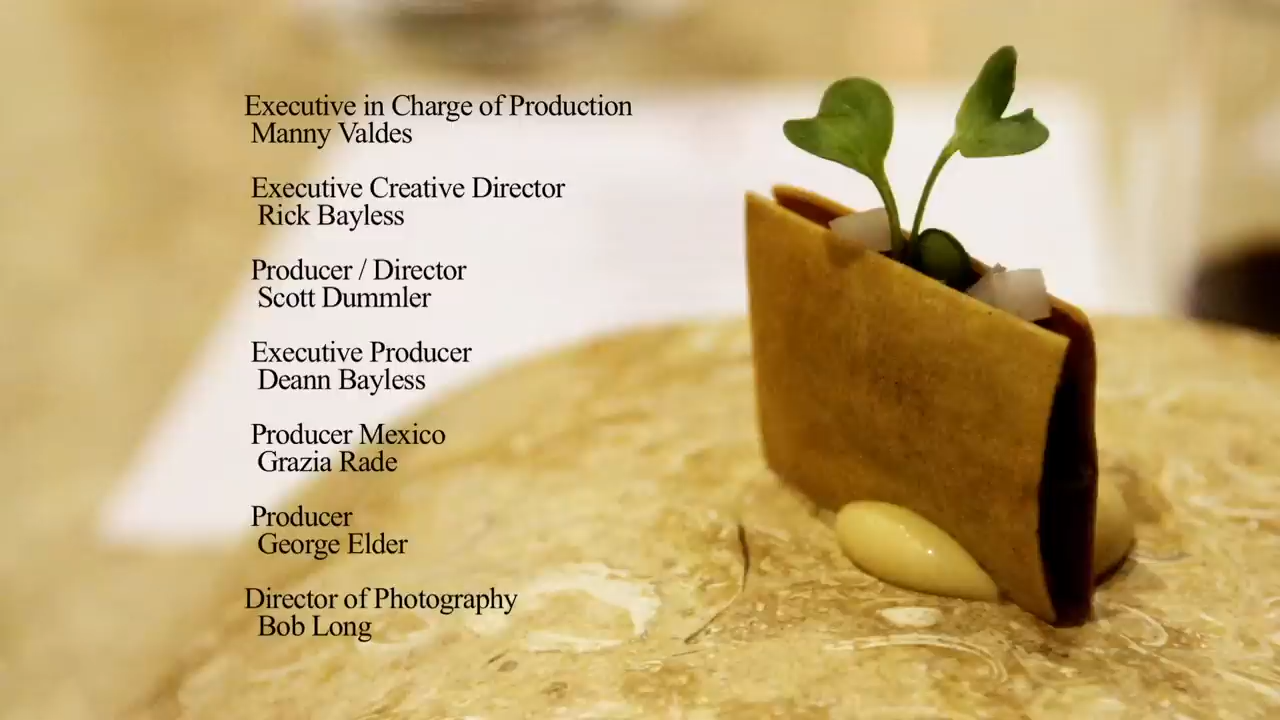 Executive in Charge of Production
Manny Valdes
Executive Creative Director
Rick Bayless
Producer / Director
Scott Dummler
Executive Producer
Deann Bayless
Producer Mexico
Grazia Rade
Producer
George Elder
Director of Photography
Bob Long